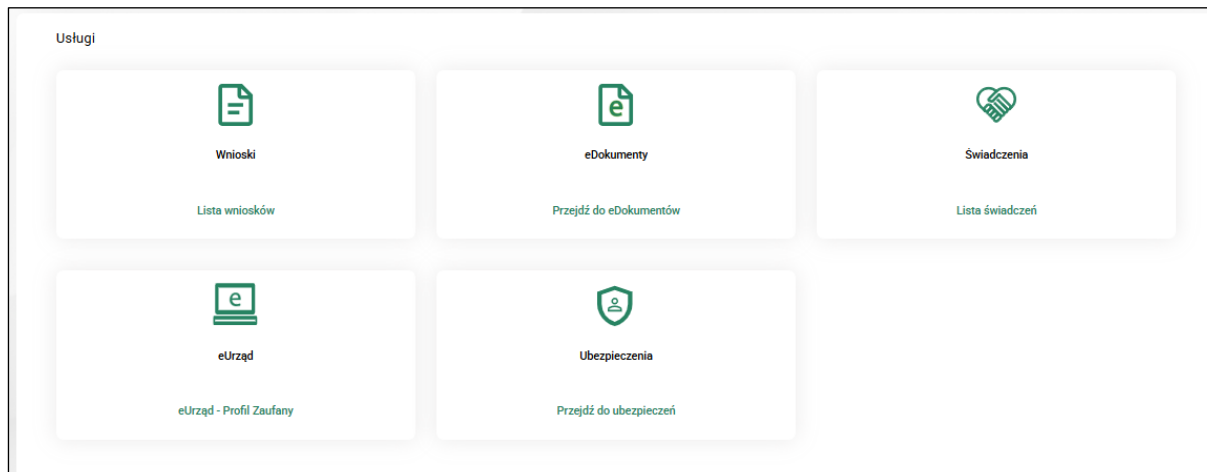 Usługi
e
Wnioski
eDokumenty
Świadczenia
Lista wniosków
Przejdź do eDokumentów
Lista świadczeń
e
eUrząd
Ubezpieczenia
eUrząd - Profil Zaufany
Przejdź do ubezpieczeń